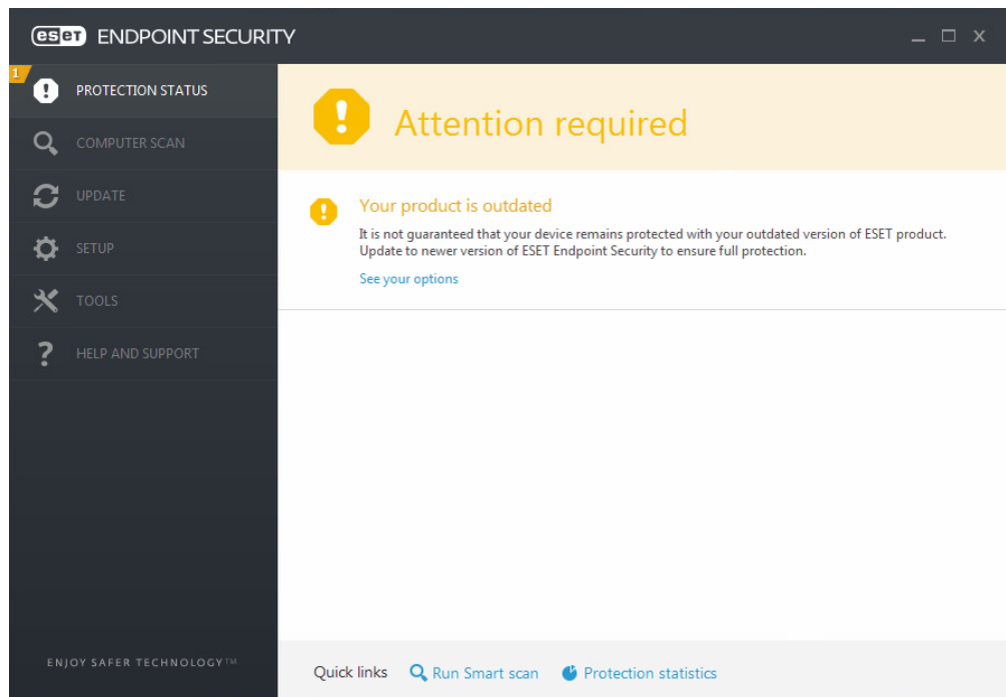 eset ENDPOINT SECURITY
1
PROTECTION STATUS
COMPUTER SCAN
UPDATE
SETUP
TOOLS
HELP AND SUPPORT
ENJOY SAFER TECHNOLOGY™
Attention required
Your product is outdated
It is not guaranteed that your device remains protected with your outdated version of ESET product.
Update to newer version of ESET Endpoint Security to ensure full protection.
See your options
Quick links Run Smart scan Protection statistics